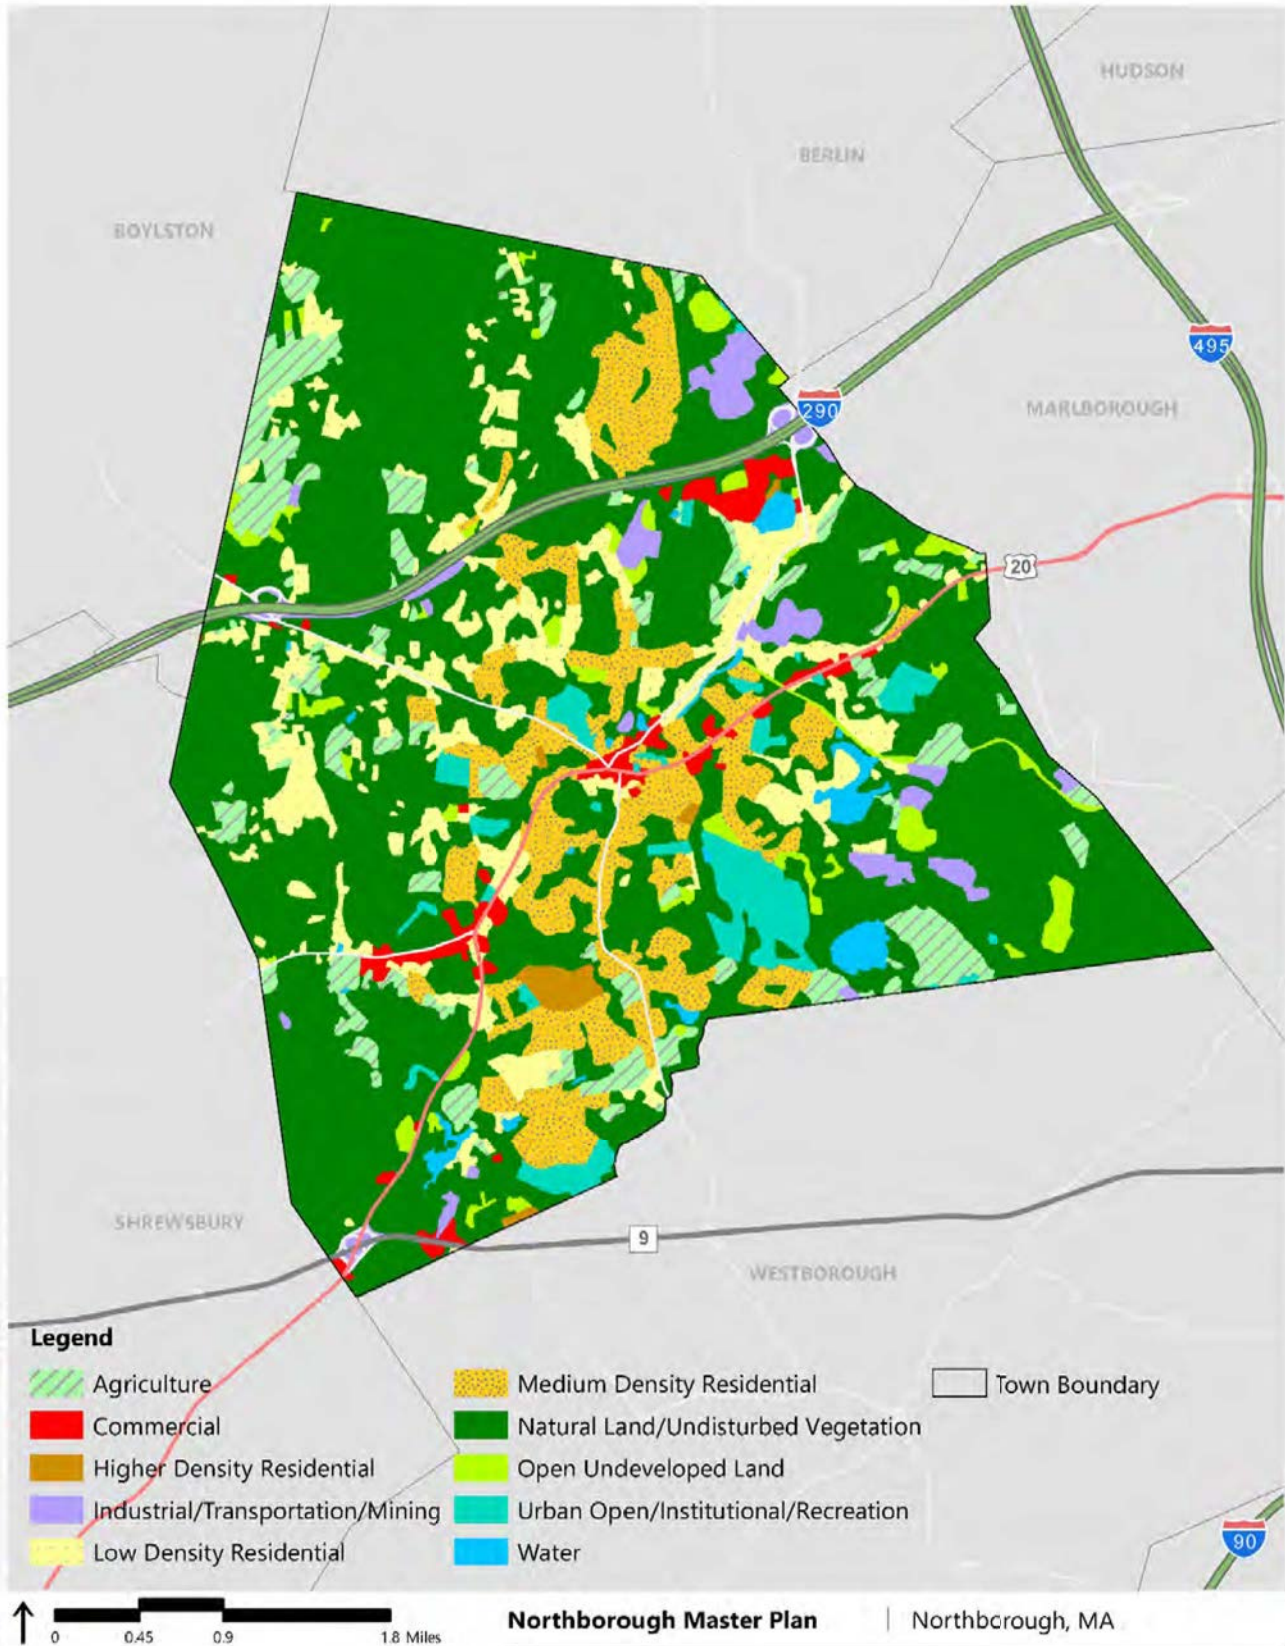 HUDSON
BERLIN
BOYLSTON
495
290
MARLBOROUGH
20
SHREWSBURY
9
WESTBOROUGH
Legend
Agriculture
Commercial
Higher Density Residential
Industrial/Transportation/Mining
Low Density Residential
Medium Density Residential
Natural Land/Undisturbed Vegetation
Open Undeveloped Land
Urban Open/Institutional/Recreation
Water
Town Boundary
90
0 0.45 0.9 1.8 Miles
Northborough Master Plan | Northborough, MA